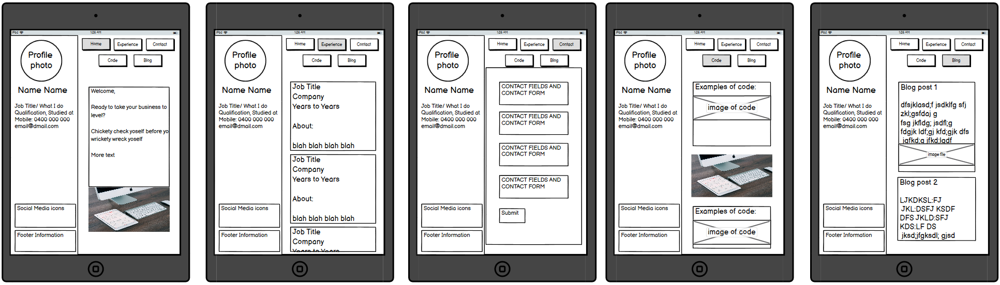 iPad
1:26 AM
Profile
photo
Name Name
Job Title/ What I do
Qualification, Studied at
Mobile: 0400 000 000
email@dmail.com
Social Media icons
Footer Information
Home
Experience
Contact
Code
Blog
Welcome,
Ready to take your business to
level?
Chickety check yoself before yo
wrickety wreck yoself
More text
iPad
1:26 AM
Profile
photo
Name Name
Job Title/ What I do
Qualification, Studied at
Mobile: 0400 000 000
email@dmail.com
Social Media icons
Footer Information
Home
Experience
Contact
Code
Blog
Job Title
Company
Years to Years
About:
blah blah blah blah
Job Title
Company
Years to Years
About:
blah blah blah blah
Job Title
Company
Years to Years
iPad
1:26 AM
Profile
photo
Name Name
Job Title/ What I do
Qualification, Studied at
Mobile: 0400 000 000
email@dmail.com
Social Media icons
Footer Information
Home
Experience
Contact
Code
Blog
CONTACT FIELDS AND
CONTACT FORM
CONTACT FIELDS AND
CONTACT FORM
CONTACT FIELDS AND
CONTACT FORM
CONTACT FIELDS AND
CONTACT FORM
Submit
iPad
1:26 AM
Profile
photo
Name Name
Job Title/ What I do
Qualification, Studied at
Mobile: 0400 000 000
email@dmail.com
Social Media icons
Footer Information
Home
Experience
Contact
Code
Blog
Examples of code:
image of code
Examples of code:
image of code
iPad
1:26 AM
Profile
photo
Name Name
Job Title/ What I do
Qualification, Studied at
Mobile: 0400 000 000
email@dmail.com
Social Media icons
Footer Information
Home
Experience
Contact
Code
Blog
Blog post 1
dfsjklasd;f jsdklfg sfj
zkl;gsfdaj g
fsg jkfldg; jsdfl;g
fdgjk ldf;gj kfd;gjk dfs
jgfkd;g jfkd;lgdf
image file
Blog post 2
LJKDKSL:FJ
JKL:DSFJ KSDF
DFS JKLD:SFJ
KDS:LF DS
jksd;jfgksdl; gjsd